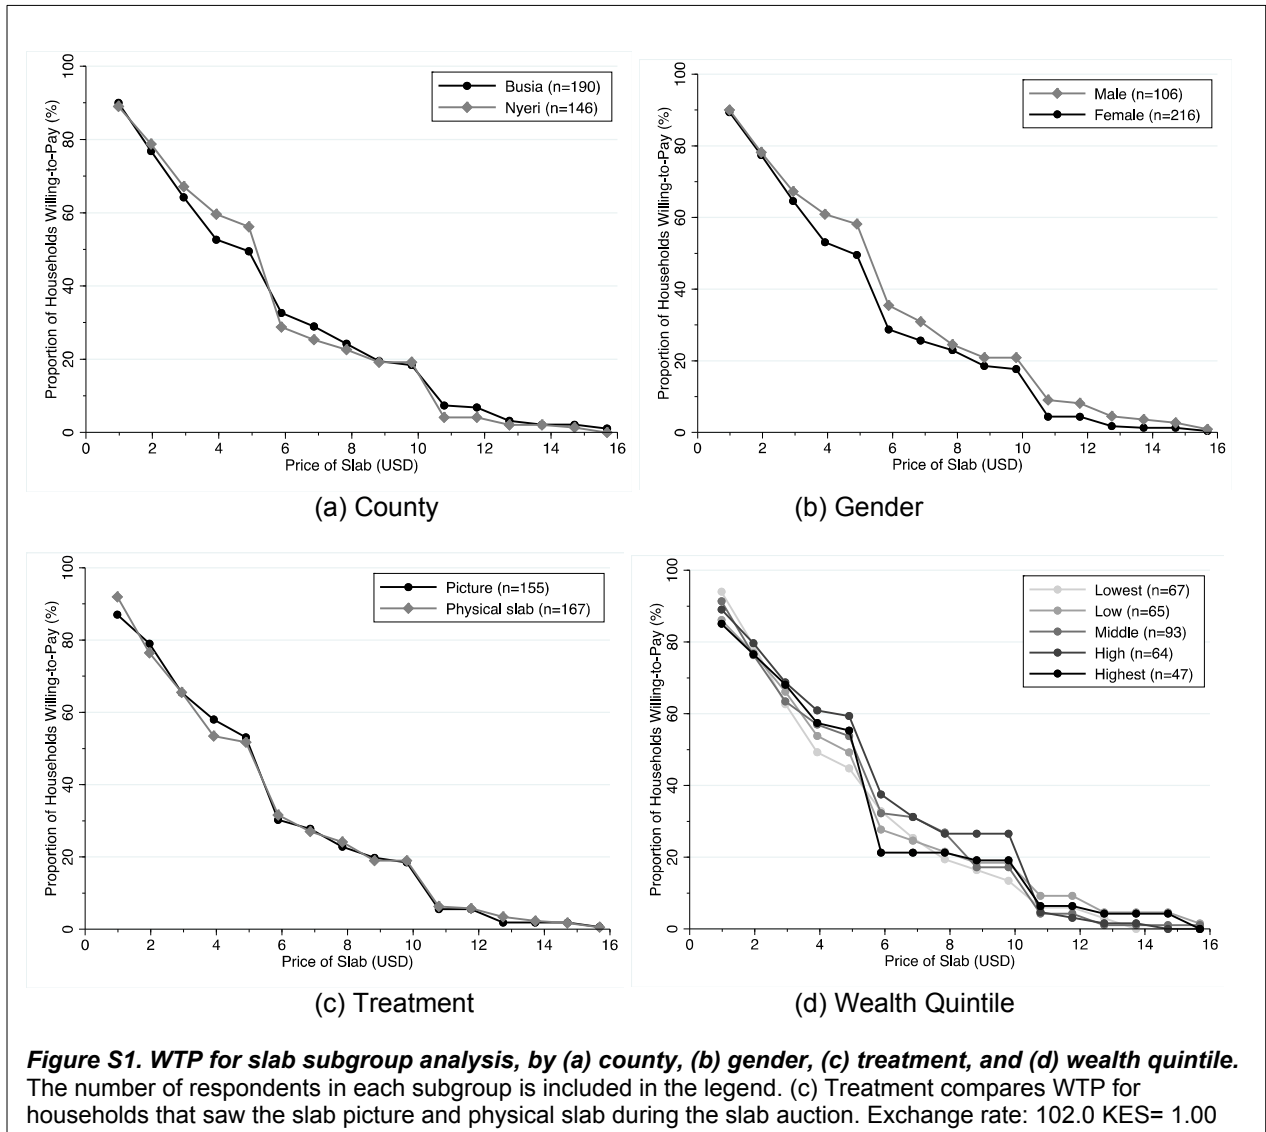 Proportion of Households Willing-to-Pay (%)
100
80
60
40
20
0
Busia (n=190)
Nyeri (n=146)
0 2 4 6 8 10 12 14 16
Price of Slab (USD)
(a) County
Proportion of Households Willing-to-Pay (%)
100
80
60
40
20
0
Male (n=106)
Female (n=216)
0 2 4 6 8 10 12 14 16
Price of Slab (USD)
(b) Gender
Proportion of Households Willing-to-Pay (%)
100
80
60
40
20
0
Picture (n=155)
Physical slab (n=167)
0 2 4 6 8 10 12 14 16
Price of Slab (USD)
(c) Treatment
Proportion of Households Willing-to-Pay (%)
100
80
60
40
20
0
Lowest (n=67)
Low (n=65)
Middle (n=93)
High (n=64)
Highest (n=47)
0 2 4 6 8 10 12 14 16
Price of Slab (USD)
(d) Wealth Quintile
Figure S1. WTP for slab subgroup analysis, by (a) county, (b) gender, (c) treatment, and (d) wealth quintile.
The number of respondents in each subgroup is included in the legend. (c) Treatment compares WTP for
households that saw the slab picture and physical slab during the slab auction. Exchange rate: 102.0 KES= 1.00